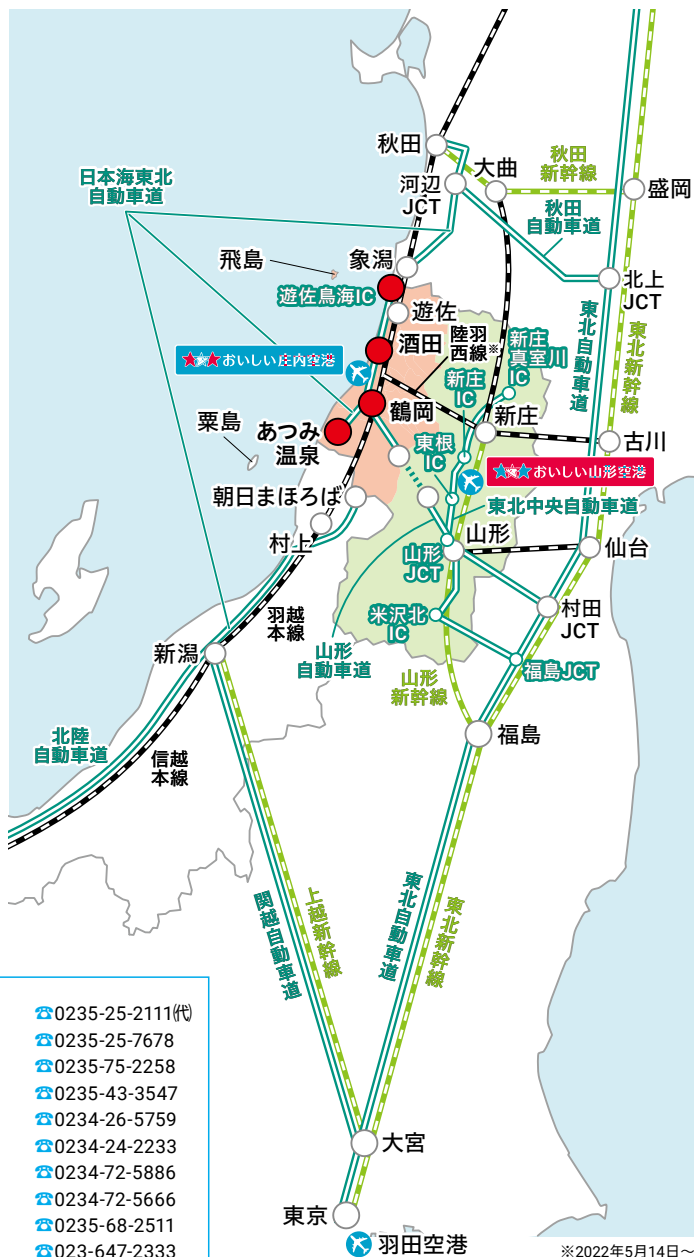 秋田
大曲
秋田
新幹線
盛岡
日本海東北
自動車道
河辺
JCT
秋田
自動車道
飛島
象潟
北上
JCT
遊佐鳥海IC
遊佐
東北自動車道
東北新幹線
酒田
陸羽
西線※
新庄
真室川
IC
おいしい庄内空港
新庄
IC
鶴岡
粟島
あつみ
温泉
新庄
古川
東根
IC
おいしい山形空港
朝日まほろば
東北中央自動車道
村上
山形
仙台
山形
JCT
羽越
本線
米沢北
IC
村田
JCT
新潟
山形
自動車道
山形
新幹線
福島JCT
北陸
自動車道
信越
本線
福島
関越自動車道
上越新幹線
東北自動車道
東北新幹線
☎0235-25-2111㈹
☎0235-25-7678
☎0235-75-2258
☎0235-43-3547
☎0234-26-5759
☎0234-24-2233
☎0234-72-5886
☎0234-72-5666
☎0235-68-2511
☎023-647-2333
大宮
東京
羽田空港
※2022年5月14日～